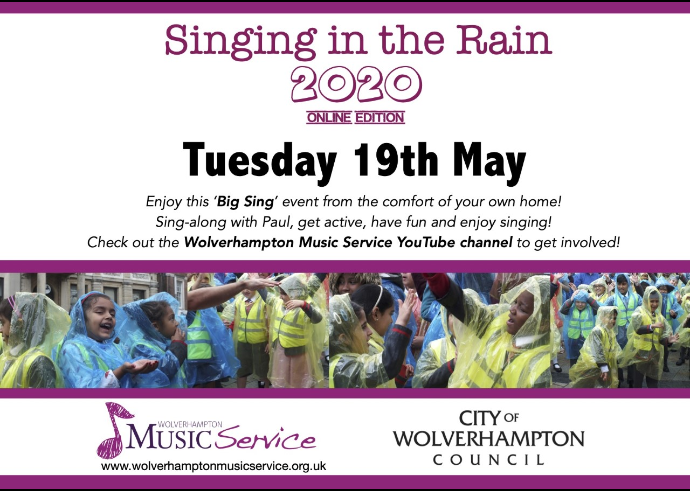 Singing in the Rain
2020
ONLINE EDITION
Tuesday 19th May
Enjoy this ‘Big Sing’ event from the comfort of your own home!
Sing-along with Paul, get active, have fun and enjoy singing!
Check out the Wolverhampton Music Service YouTube channel to get involved!
WOLVERHAMPTON
MUSIC Service
www.wolverhamptonmusicservice.org.uk
CITY OF
WOLVERHAMPTON
COUNCIL